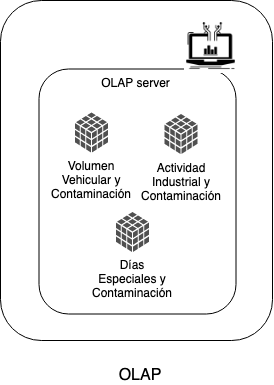 OLAP server
Volumen
Vehicular y
Contaminación
Actividad
Industrial y
Contaminación
Días
Especiales y
Contaminación
OLAP